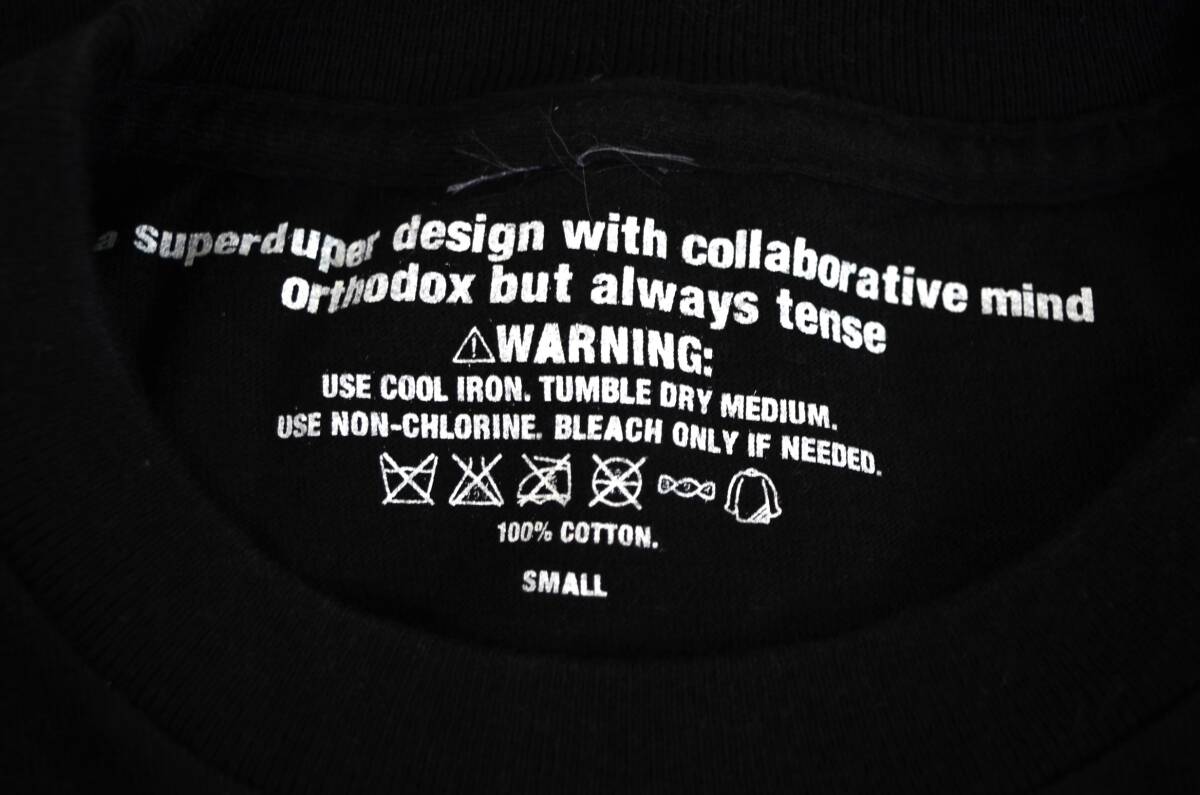 a superduper design with collaborative mind
Orthodox but always tense
⚠WARNING:
USE COOL IRON. TUMBLE DRY MEDIUM.
USE NON-CHLORINE. BLEACH ONLY IF NEEDED.
100% COTTON.
SMALL